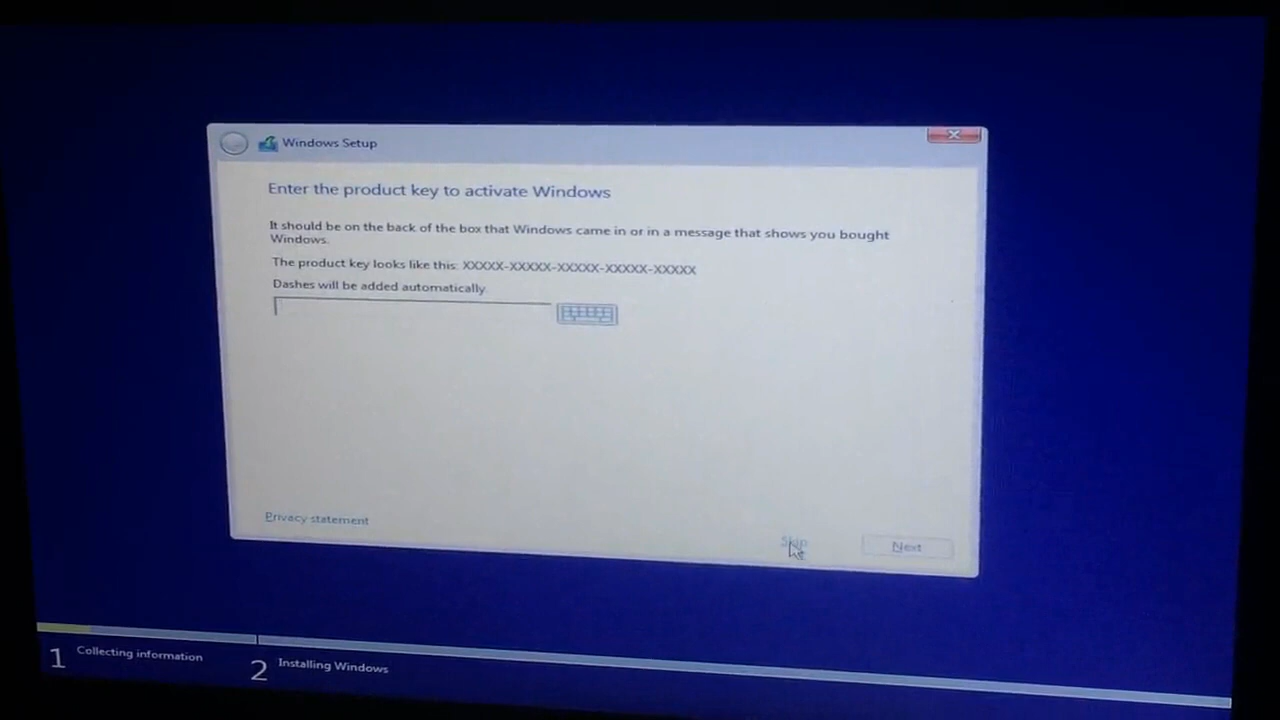 Windows Setup
Enter the product key to activate Windows
It should be on the back of the box that Windows came in or in a message that shows you bought
Windows.
The product key looks like this: XXXXX-XXXXX-XXXXX-XXXXX-XXXXX
Dashes will be added automatically.
Privacy statement
Skip
Next
1 Collecting information
2 Installing Windows